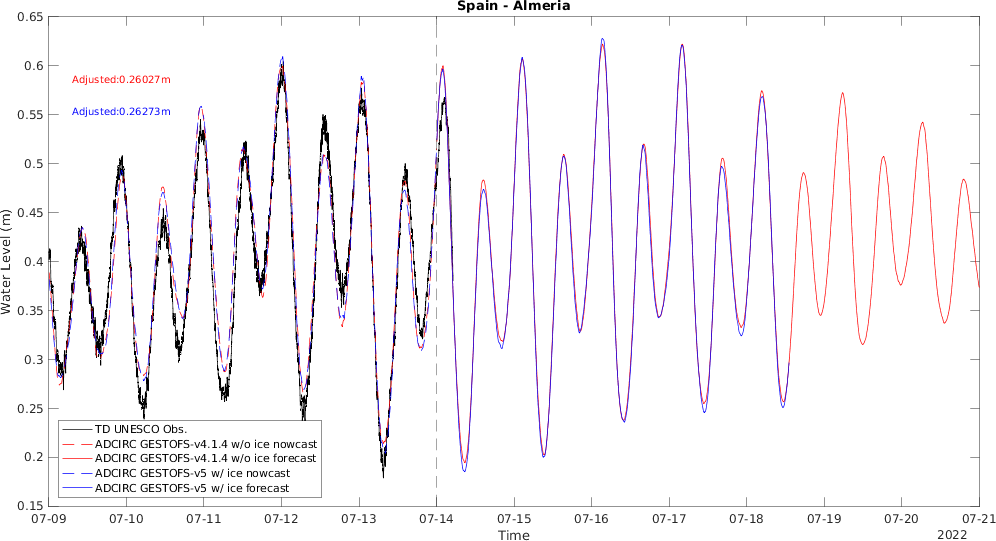 Spain - Almeria
0.65
0.6
0.55
0.5
0.45
0.4
0.35
0.3
0.25
0.2
0.15
Water Level (m)
Adjusted:0.26027m
Adjusted:0.26273m
TD UNESCO Obs.
ADCIRC GESTOFS-v4.1.4 w/o ice nowcast
ADCIRC GESTOFS-v4.1.4 w/o ice forecast
ADCIRC GESTOFS-v5 w/ ice nowcast
ADCIRC GESTOFS-v5 w/ ice forecast
07-09 07-10 07-11 07-12 07-13 07-14 07-15 07-16 07-17 07-18 07-19 07-20 07-21
Time
2022